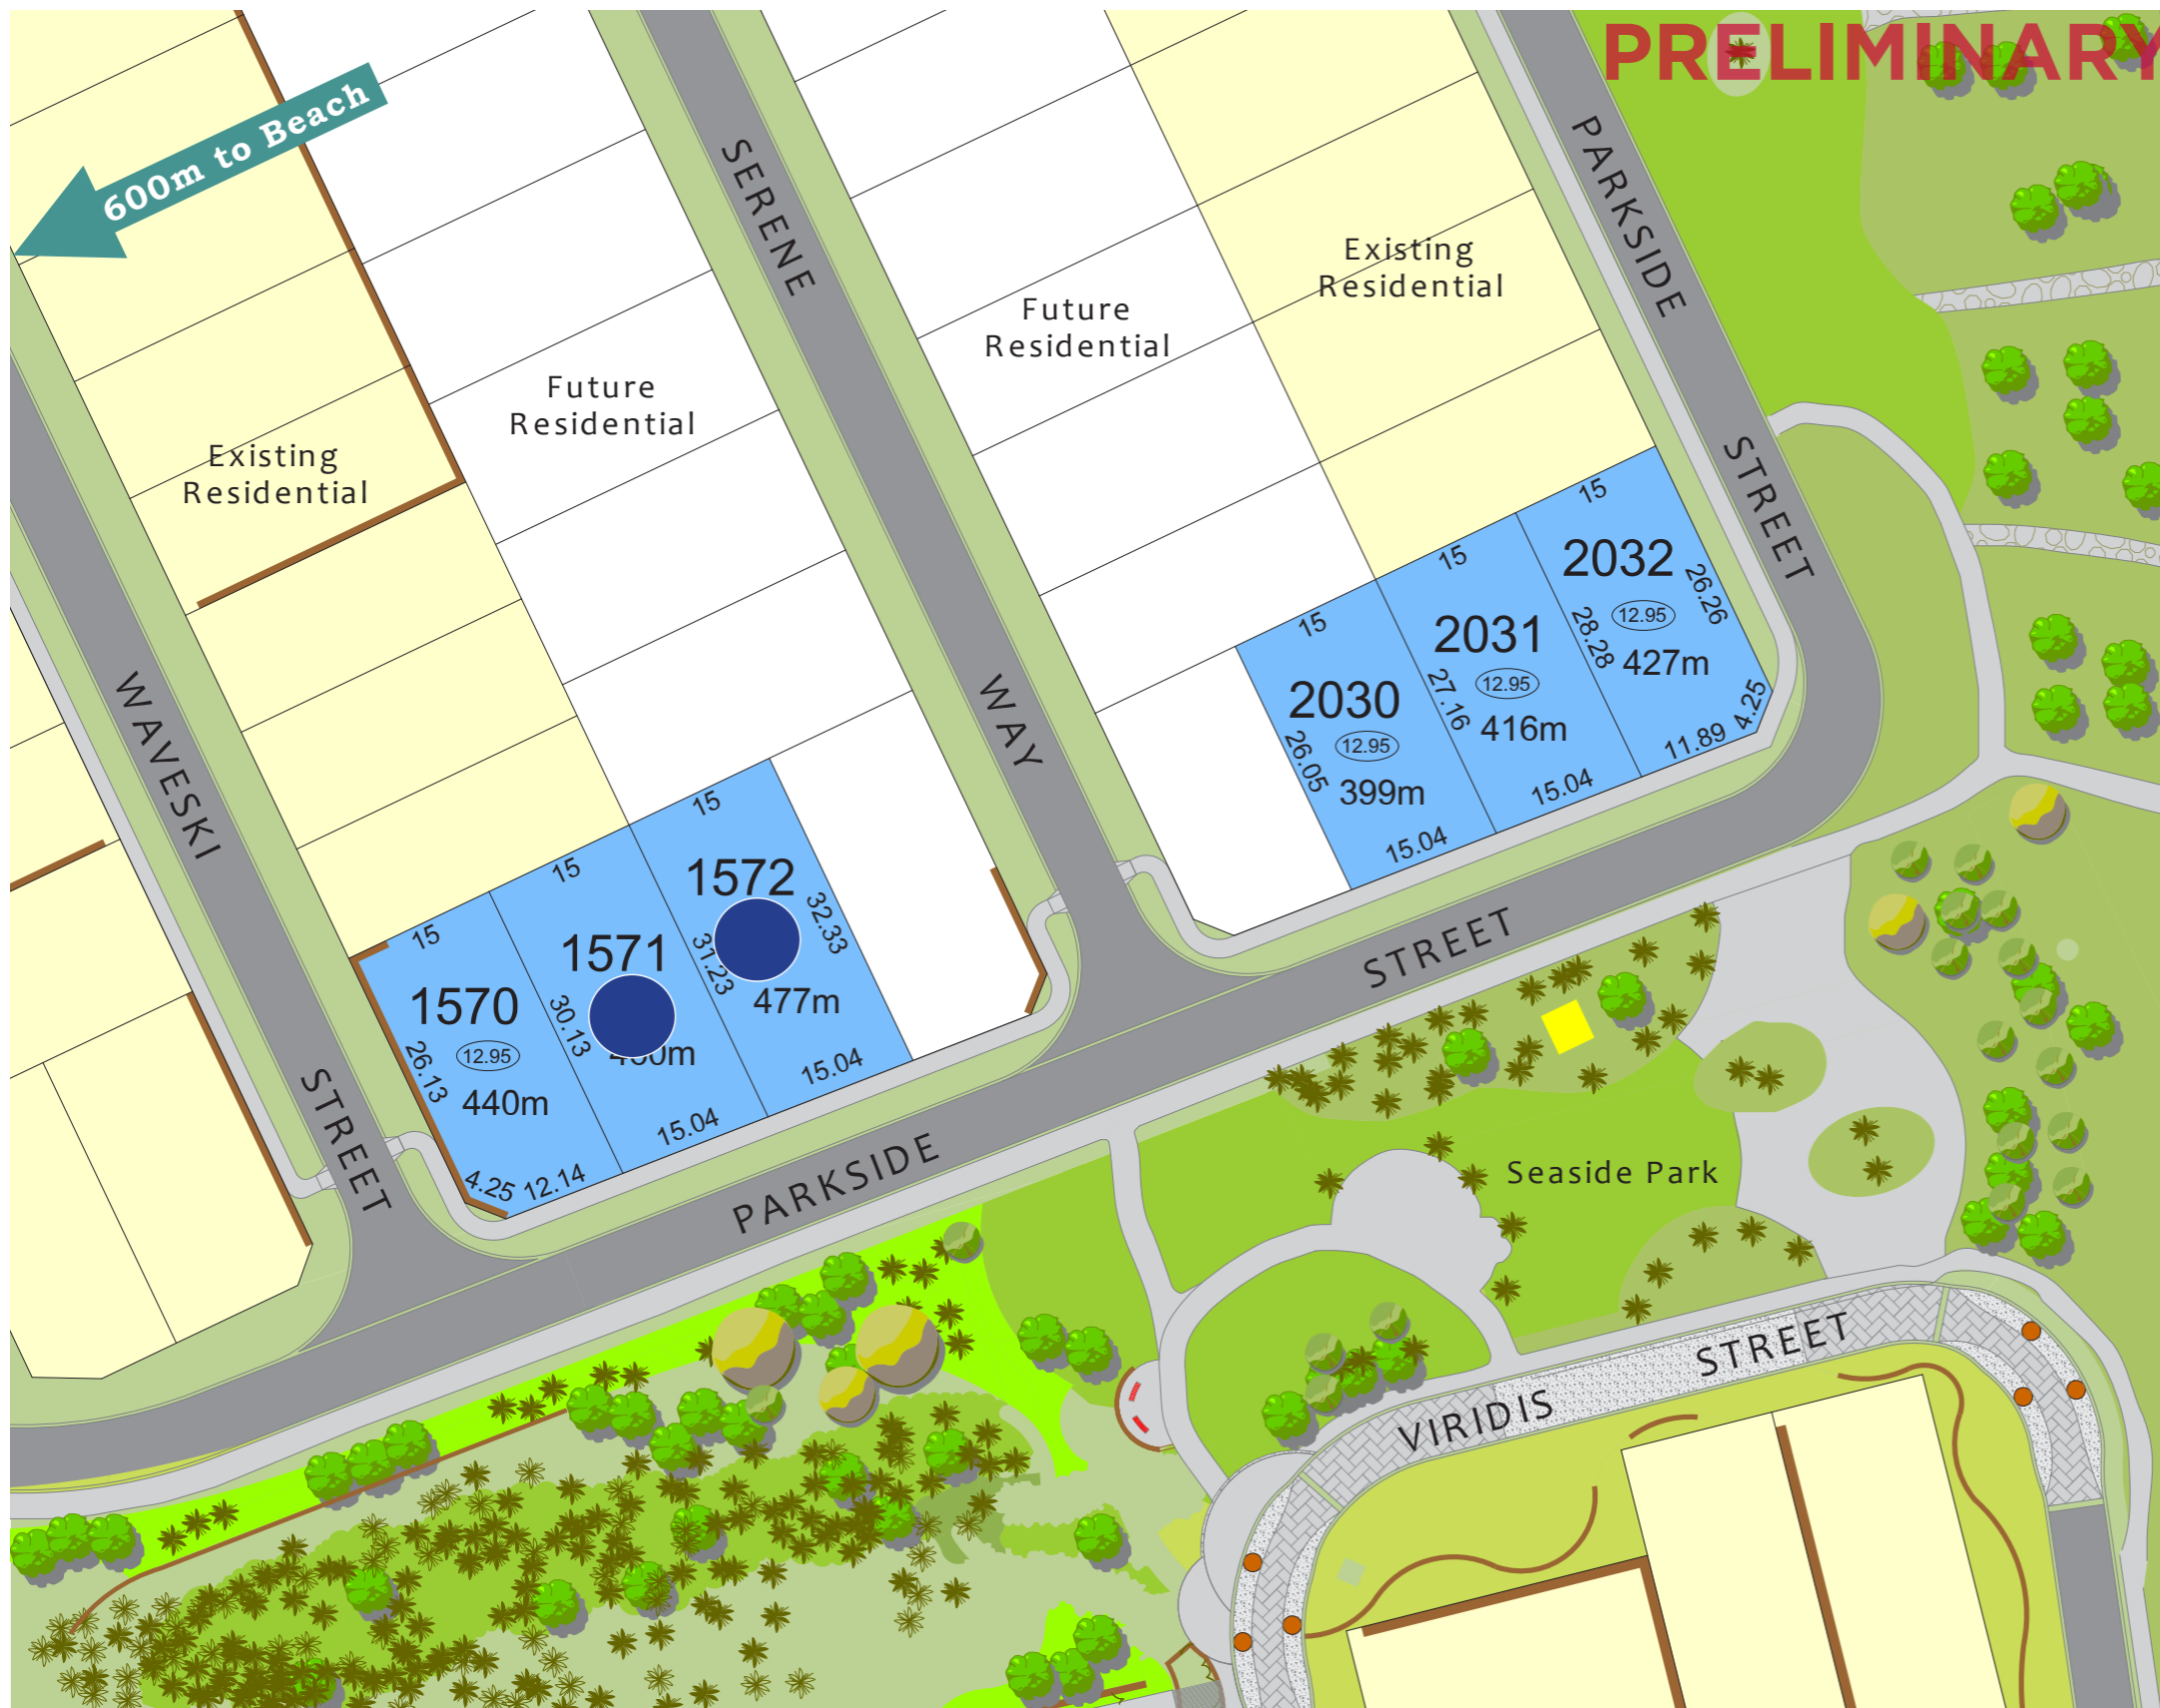 PRELIMINARY
600m to Beach
SERENE
WAY
PARKSIDE
STREET
Existing
Residential
Future
Residential
Future
Residential
Existing
Residential
WAVESKI
STREET
15
2032
12.95
427m
28.28
26.26
4.25
11.89
15
2031
12.95
416m
27.16
15.04
15
2030
12.95
399m
26.05
15.04
15
1572
477m
31.23
32.33
15.04
15
1571
30.13
15.04
15
1570
12.95
440m
26.13
4.25
12.14
PARKSIDE
STREET
Seaside Park
VIRIDIS
STREET